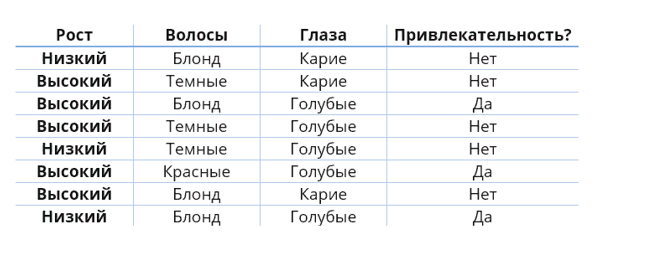 Рост Волосы Глаза Привлекательность?
Низкий Блонд Карие Нет
Высокий Темные Карие Нет
Высокий Блонд Голубые Да
Высокий Темные Голубые Нет
Низкий Темные Голубые Нет
Высокий Красные Голубые Да
Высокий Блонд Карие Нет
Низкий Блонд Голубые Да